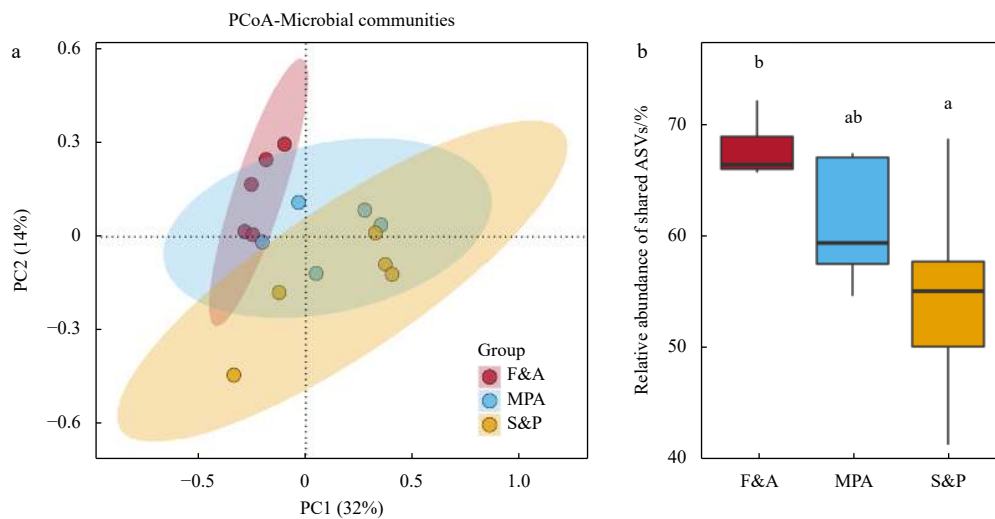 PCoA-Microbial communities
a
0.6
0.3
0
−0.3
−0.6
PC2 (14%)
−0.5
0
0.5
1.0
PC1 (32%)
Group
F&A
MPA
S&P
b
Relative abundance of shared ASVs/%
70
60
50
40
b
ab
a
F&A
MPA
S&P